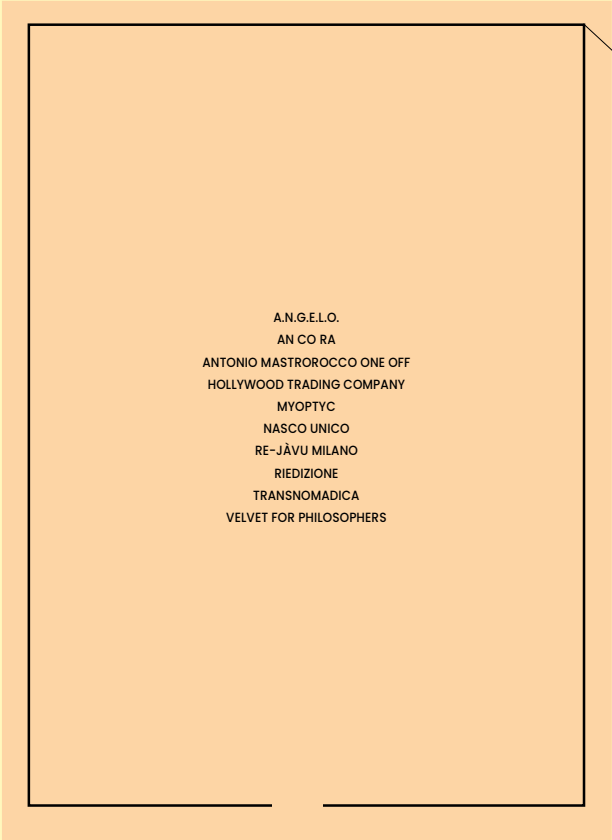 A.N.G.E.L.O.
AN CO RA
ANTONIO MASTROROCCO ONE OFF
HOLLYWOOD TRADING COMPANY
MYOPTYC
NASCO UNICO
RE-JÀVU MILANO
RIEDIZIONE
TRANSNOMADICA
VELVET FOR PHILOSOPHERS